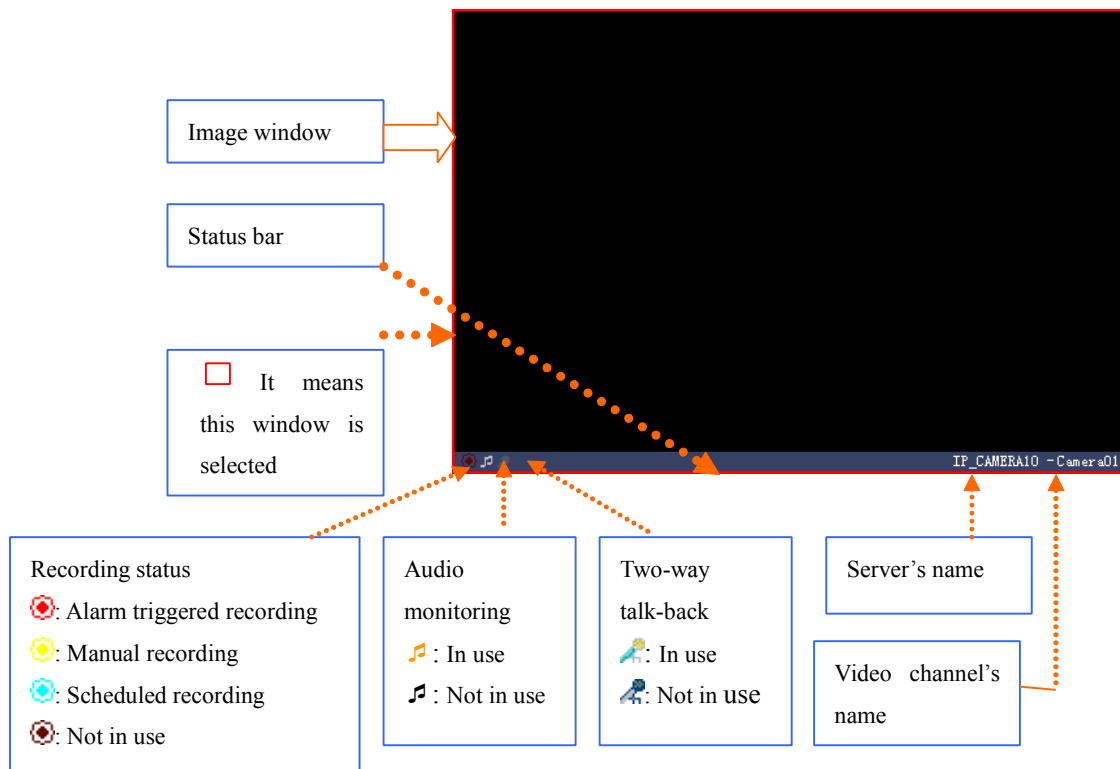 Image window
Status bar
It means
this window is
selected
IP_CAMERA10 -Camera01
Recording status
: Alarm triggered recording
: Manual recording
: Scheduled recording
: Not in use
Audio
monitoring
: In use
: Not in use
Two-way
talk-back
: In use
: Not in use
Server’s name
Video channel’s
name